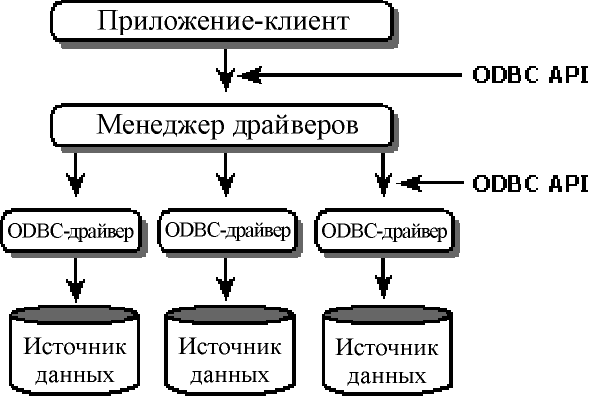 Приложение-клиент
ODBC API
Менеджер драйверов
ODBC API
ODBC-драйвер
ODBC-драйвер
ODBC-драйвер
Источник
данных
Источник
данных
Источник
данных